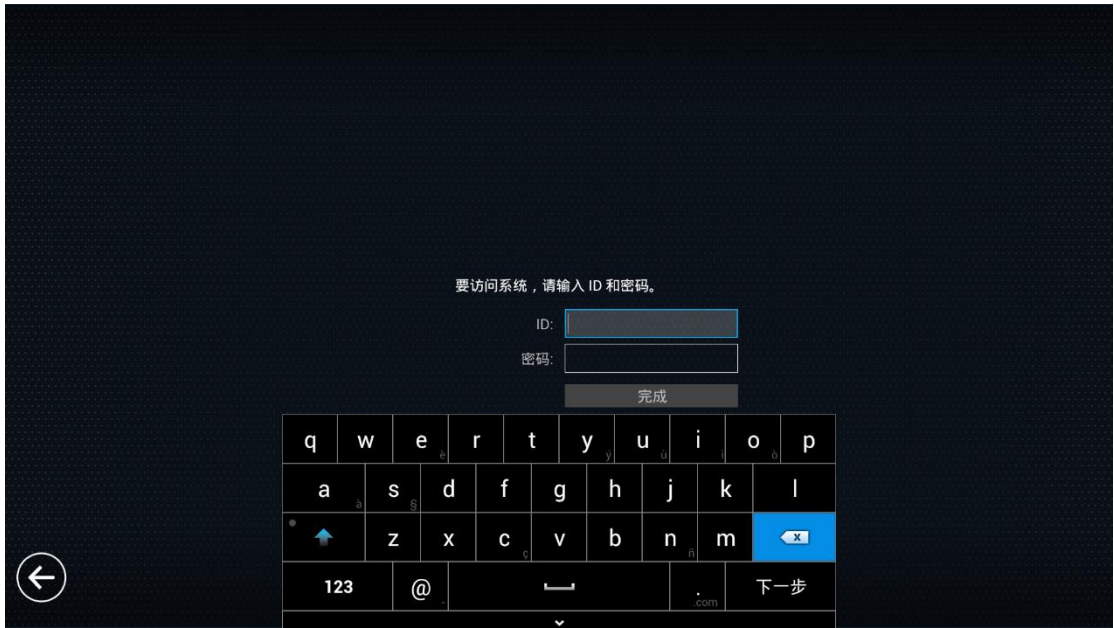 要访问系统，请输入 ID 和密码。
ID:
密码:
完成
q w e è r t y ý u ù i ì o ò p
a à s § d f g h j k l
z x c ç v b n ñ m x
123 @ - . .com 下一步